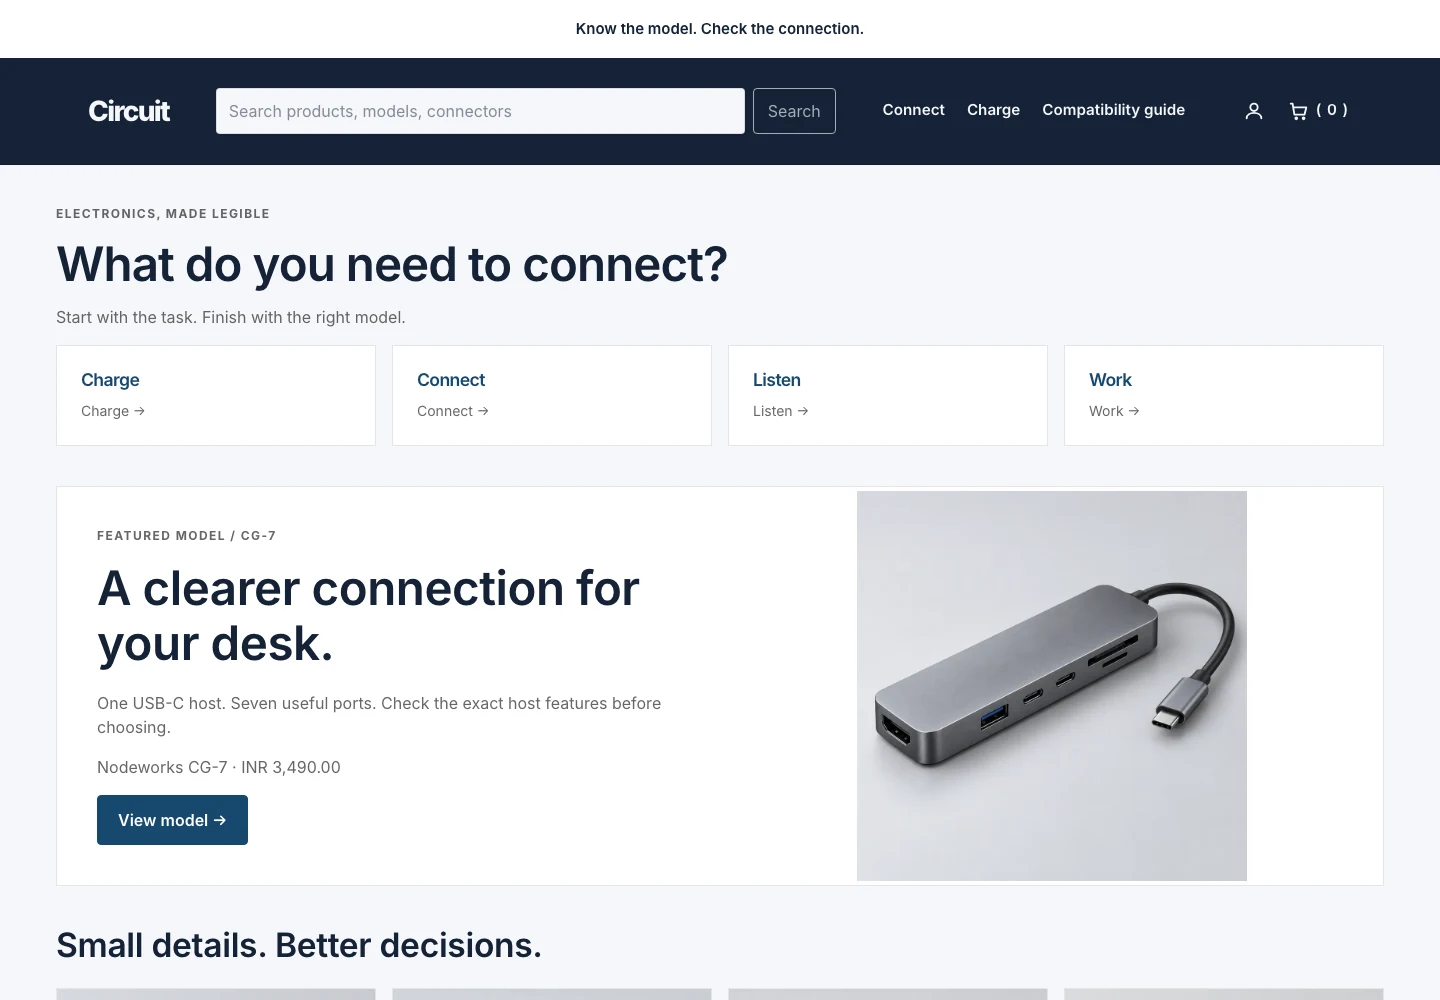 Know the model. Check the connection.
Circuit
Search products, models, connectors
Search
Connect
Charge
Compatibility guide
( 0 )
ELECTRONICS, MADE LEGIBLE
What do you need to connect?
Start with the task. Finish with the right model.
Charge
Charge →
Connect
Connect →
Listen
Listen →
Work
Work →
FEATURED MODEL / CG-7
A clearer connection for
your desk.
One USB-C host. Seven useful ports. Check the exact host features before
choosing.
Nodeworks CG-7 · INR 3,490.00
View model →
Small details. Better decisions.